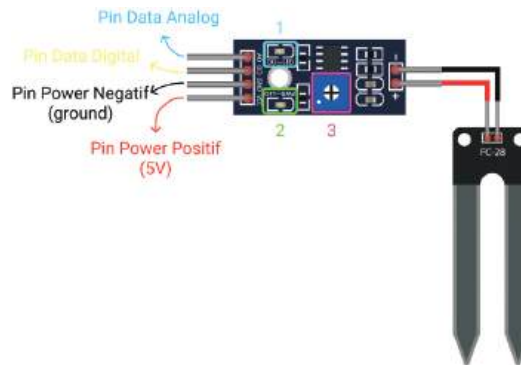 Pin Data Analog
1
Pin Data Digital
Pin Power Negatif
(ground)
2
3
Pin Power Positif
(5V)
-
+
FC-28